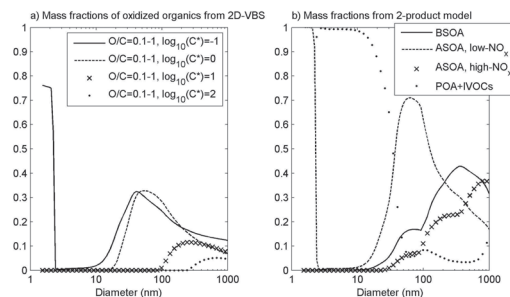 a) Mass fractions of oxidized organics from 2D-VBS
b) Mass fractions from 2-product model
O/C=0.1-1, log10(C*)=-1
O/C=0.1-1, log10(C*)=0
O/C=0.1-1, log10(C*)=1
O/C=0.1-1, log10(C*)=2
BSOA
ASOA, low-NOx
ASOA, high-NOx
POA+IVOCs
1
0.9
0.8
0.7
0.6
0.5
0.4
0.3
0.2
0.1
0
1
10
100
1000
Diameter (nm)
1
0.9
0.8
0.7
0.6
0.5
0.4
0.3
0.2
0.1
0
1
10
100
1000
Diameter (nm)